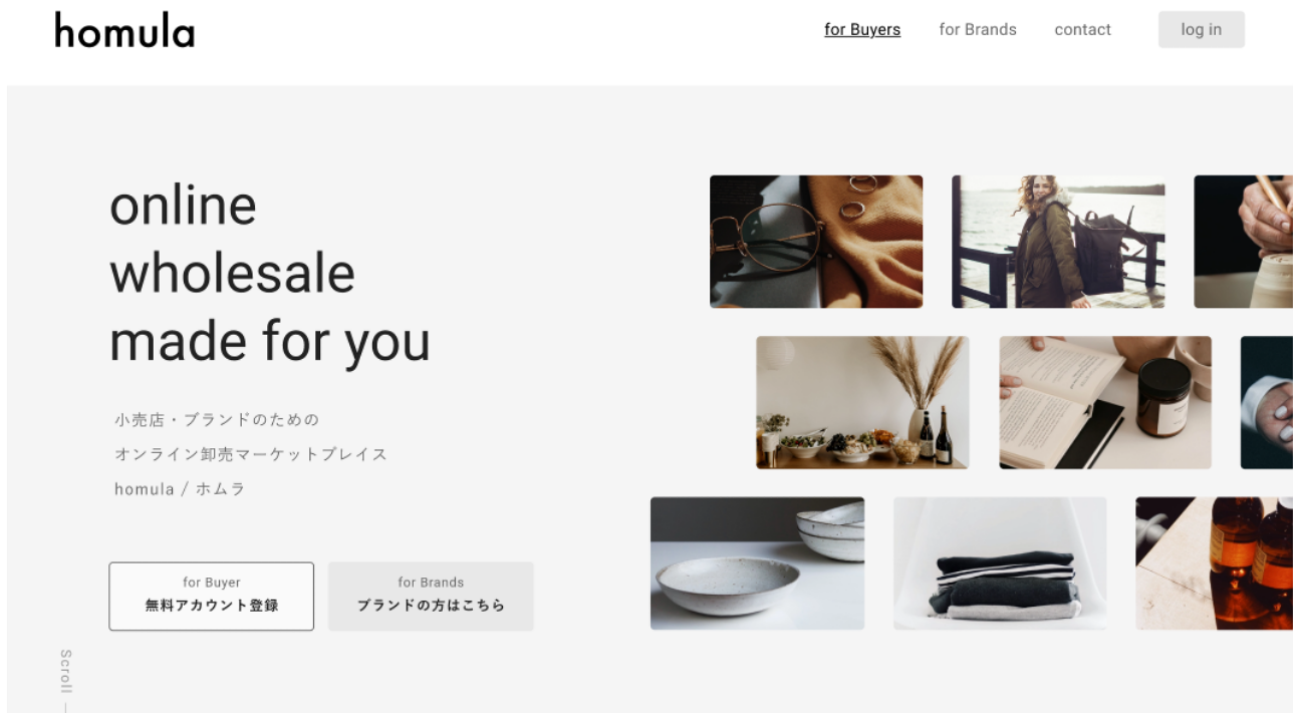 homula
for Buyers
for Brands
contact
log in
online
wholesale
made for you
小売店・ブランドのための
オンライン卸売マーケットプレイス
homula / ホムラ
for Buyer
無料アカウント登録
for Brands
ブランドの方はこちら
Scroll